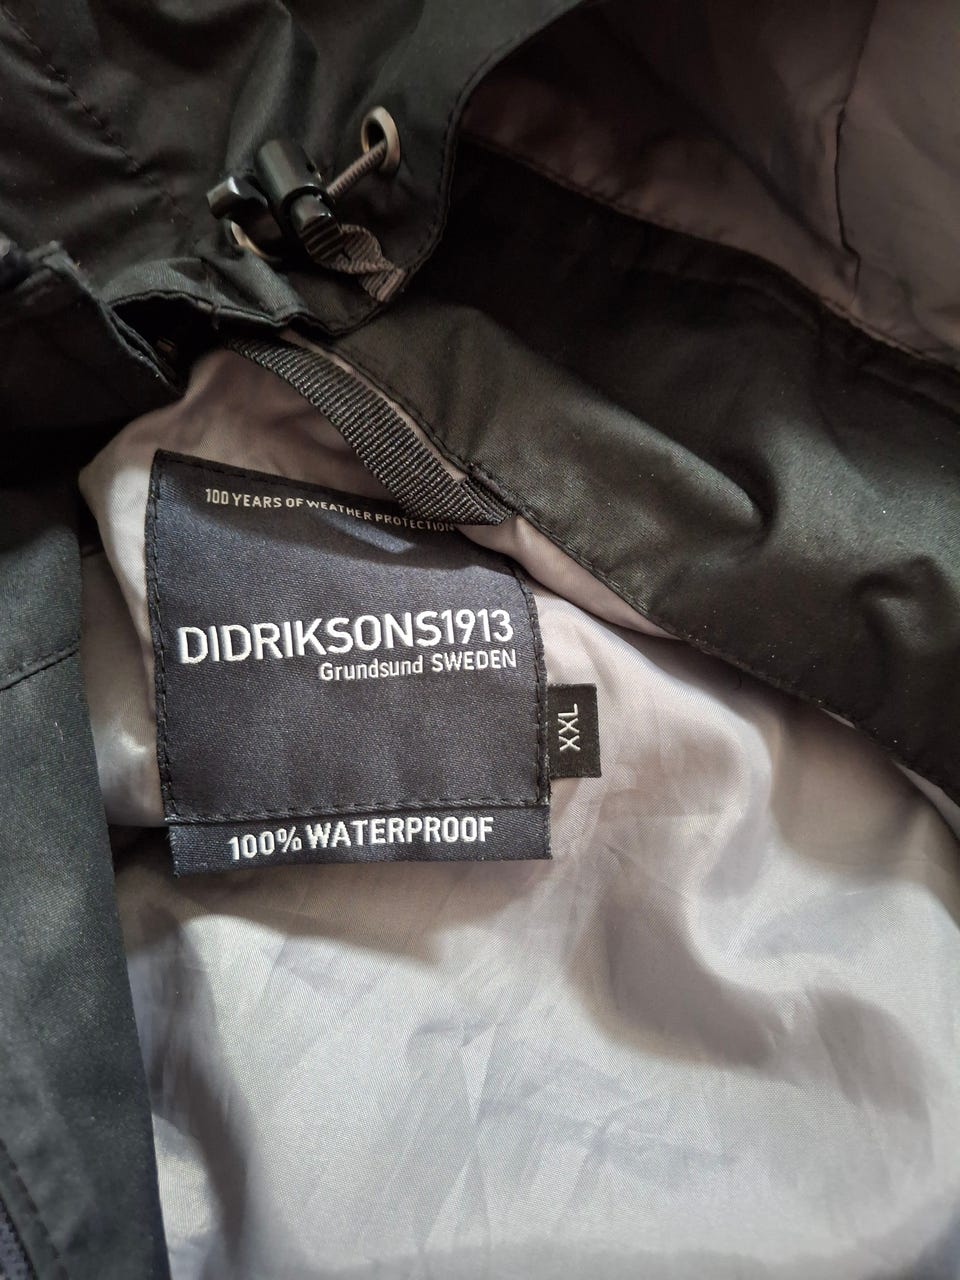 100 YEARS OF WEATHER PROTECTION
DIDRIKSONS1913
Grundsund SWEDEN
XXL
100% WATERPROOF